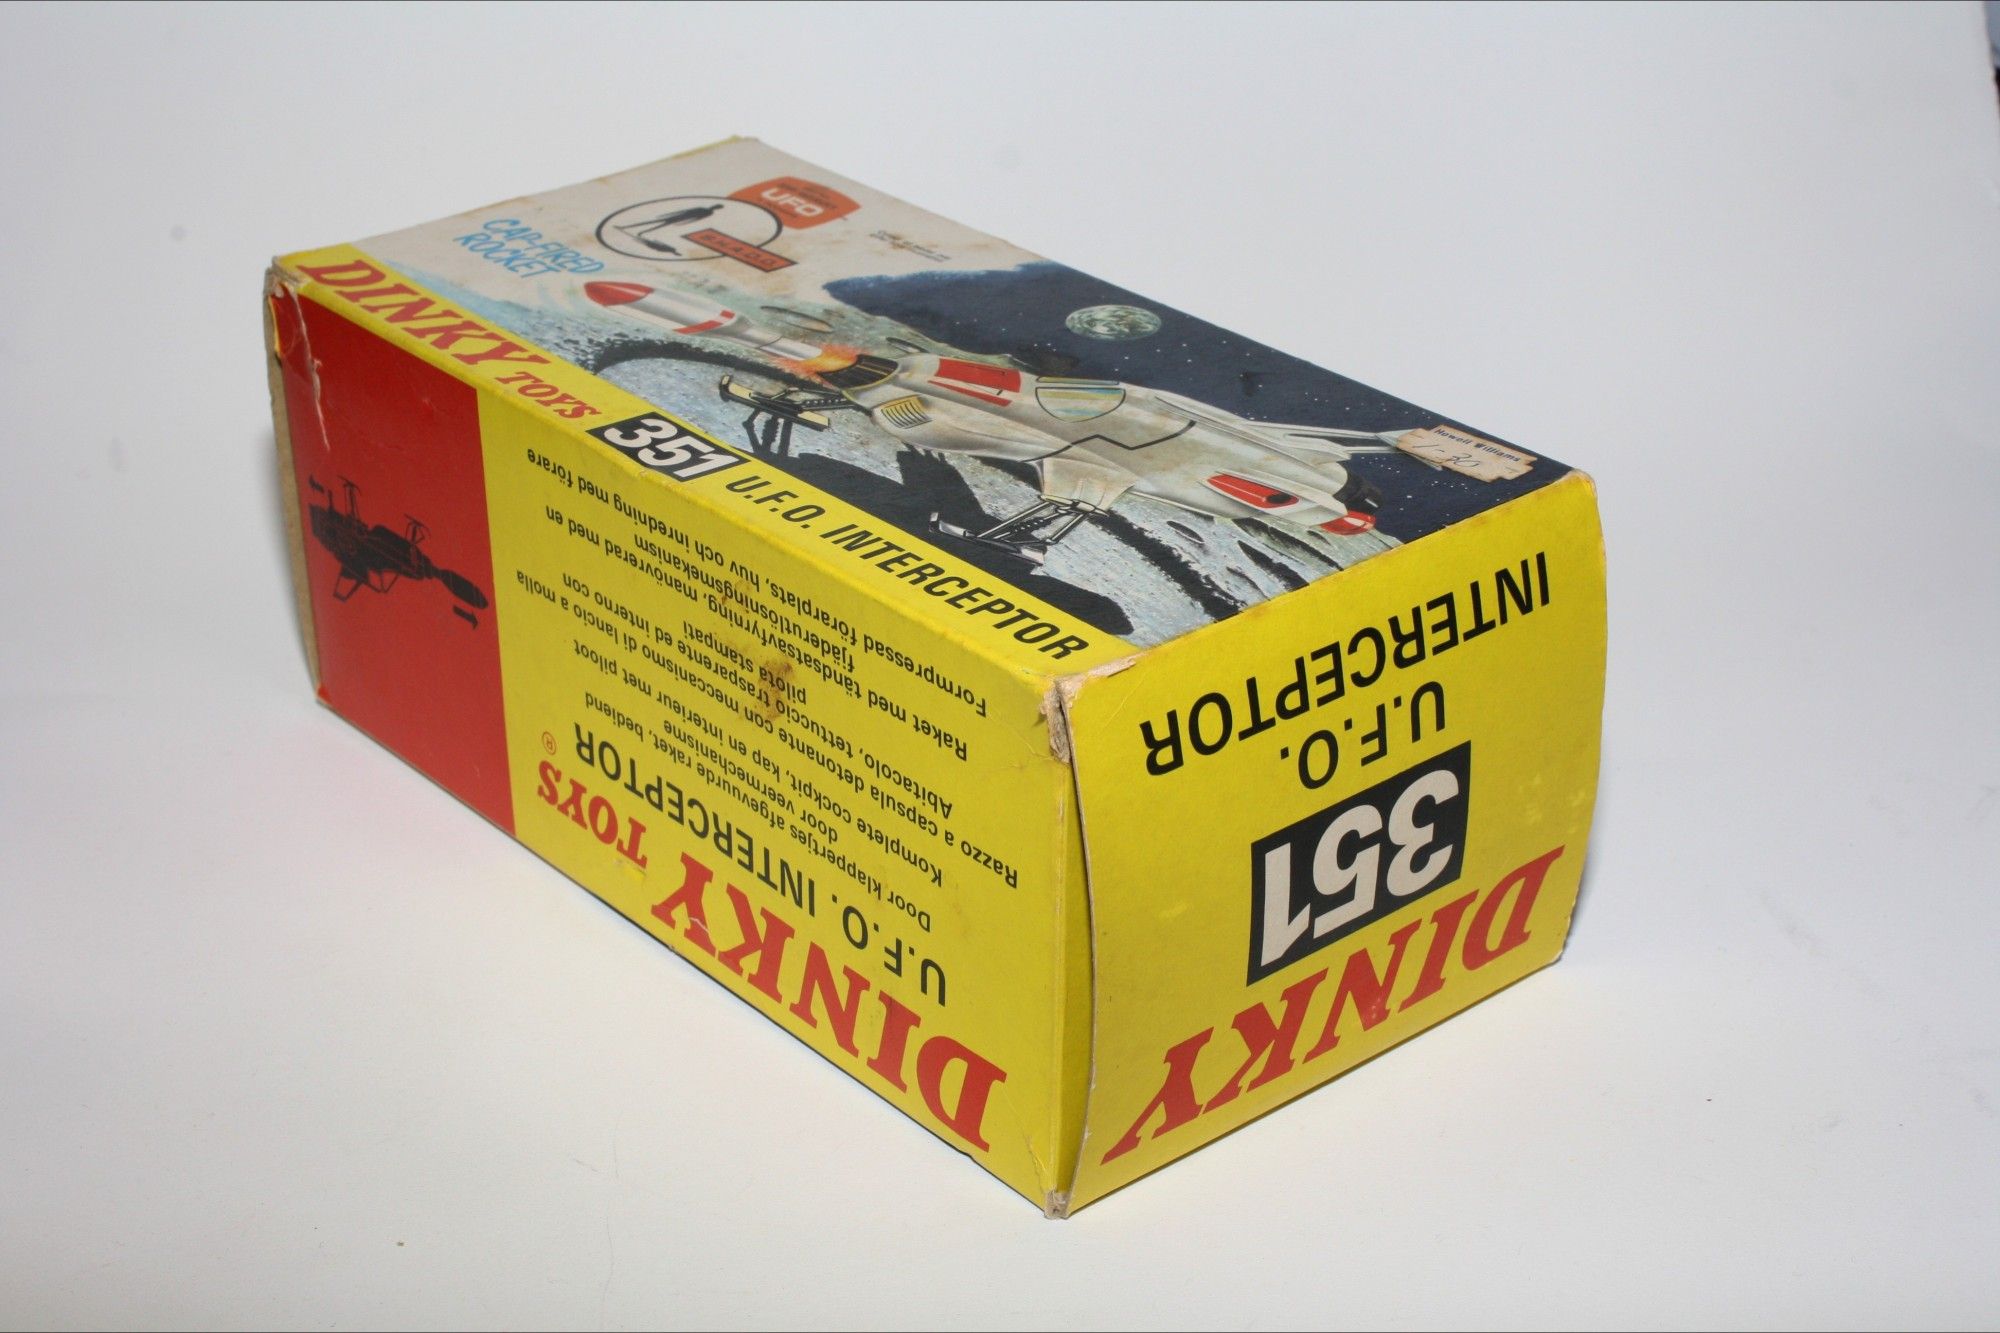 UFO
S.H.A.D.O.
CAP-FIRED
ROCKET
Howell Williams
-/-30
DINKY TOYS 351 U.F.O. INTERCEPTOR
DINKY TOYS ®
U.F.O. INTERCEPTOR
Door klappertjes afgevuurde raket, bediend
door veermechanisme
Komplete cockpit, kap en interieur met piloot
Razzo a capsula detonante con meccanismo di lancio a molla
Abitacolo, tettuccio trasparente ed interno con
pilota stampati
Raket med tändsatsavfyrning, manövrerad med en
fjäderutlösningsmekanism
Formpressad förarplats, huv och inredning med förare
DINKY
351
U.F.O.
INTERCEPTOR